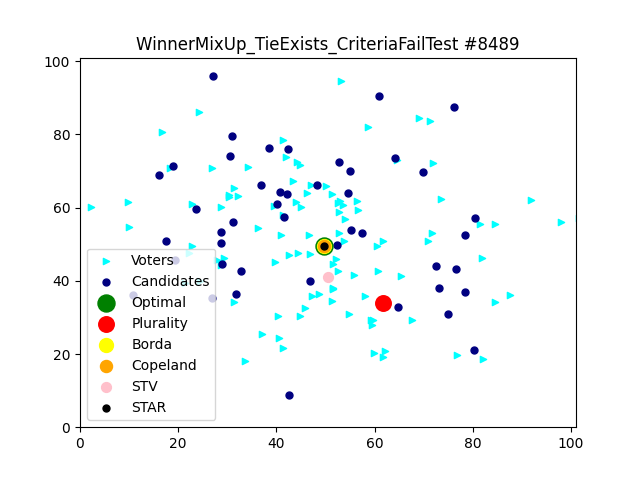 WinnerMixUp_TieExists_CriteriaFailTest #8489
100
80
60
40
20
0
Voters
Candidates
Optimal
Plurality
Borda
Copeland
STV
STAR
0 20 40 60 80 100